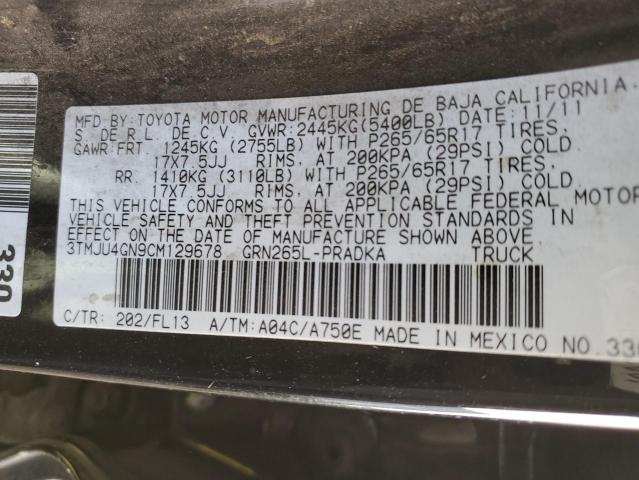 MFD BY: TOYOTA MOTOR MANUFACTURING DE BAJA CALIFORNIA.
S. DE R.L. DE C.V. GVWR:2445KG(5400LB) DATE:11/11
GAWR:FRT. 1245KG (2755LB) WITH P265/65R17 TIRES,
17X7.5JJ RIMS, AT 200KPA (29PSI) COLD
RR. 1410KG (3110LB) WITH P265/65R17 TIRES,
17X7.5JJ RIMS, AT 200KPA (29PSI) COLD.
THIS VEHICLE CONFORMS TO ALL APPLICABLE FEDERAL MOTOR
VEHICLE SAFETY AND THEFT PREVENTION STANDARDS IN
EFFECT ON THE DATE OF MANUFACTURE SHOWN ABOVE.
3TMJU4GN9CM129678 GRN265L-PRADKA TRUCK
C/TR: 202/FL13 A/TM:A04C/A750E MADE IN MEXICO NO.33
330